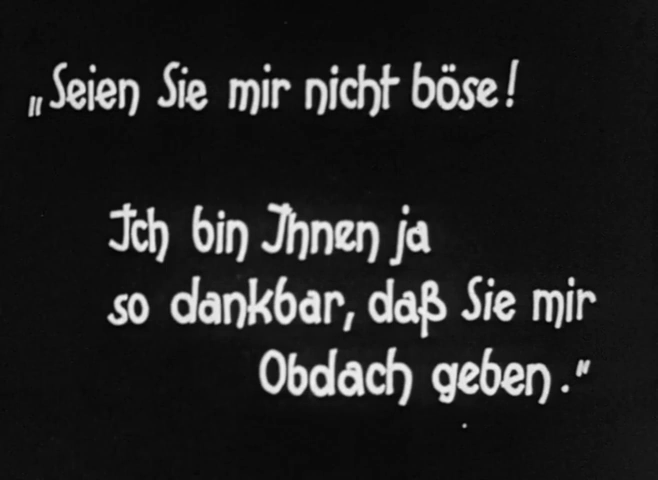 „Seien Sie mir nicht böse!
Ich bin Ihnen ja
so dankbar, daß Sie mir
Obdach geben.“